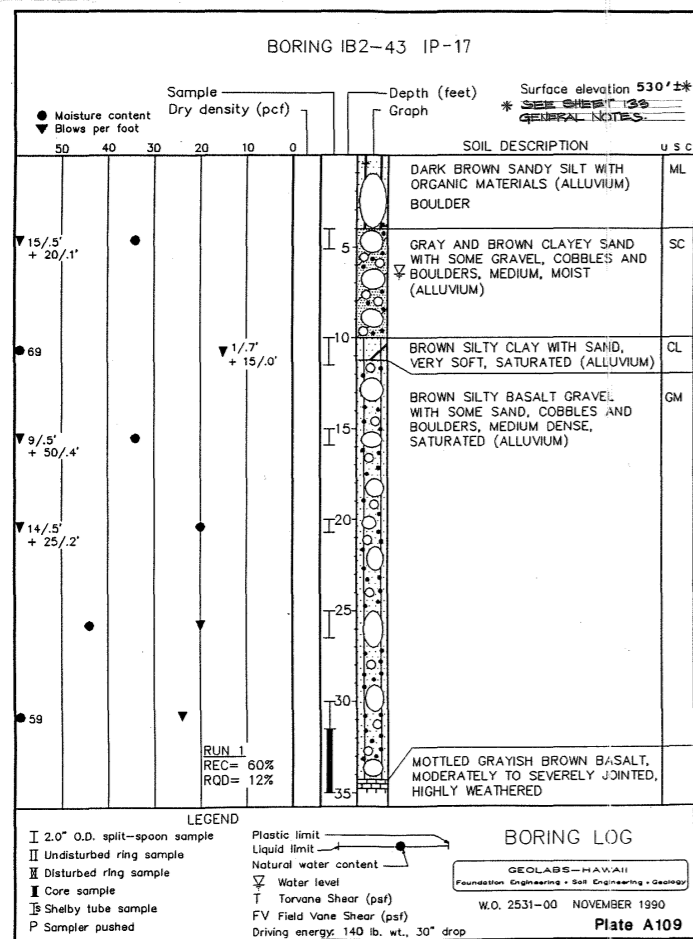 BORING IB2-43 IP-17
Sample
Dry density (pcf)
Depth (feet)
Graph
Surface elevation 530'±*
* SEE SHEET 133
GENERAL NOTES.
● Moisture content
▼ Blows per foot
50 40 30 20 10 0
SOIL DESCRIPTION
U S C
DARK BROWN SANDY SILT WITH
ORGANIC MATERIALS (ALLUVIUM)
ML
BOULDER
15/.5'
+ 20/.1'
5
GRAY AND BROWN CLAYEY SAND
WITH SOME GRAVEL, COBBLES AND
BOULDERS, MEDIUM, MOIST
(ALLUVIUM)
SC
10
69
1/.7'
+ 15/.0'
BROWN SILTY CLAY WITH SAND,
VERY SOFT, SATURATED (ALLUVIUM)
CL
BROWN SILTY BASALT GRAVEL
WITH SOME SAND, COBBLES AND
BOULDERS, MEDIUM DENSE,
SATURATED (ALLUVIUM)
GM
15
9/.5'
+ 50/.4'
20
14/.5'
+ 25/.2'
25
30
59
RUN 1
REC= 60%
RQD= 12%
MOTTLED GRAYISH BROWN BASALT,
MODERATELY TO SEVERELY JOINTED,
HIGHLY WEATHERED
35
LEGEND
2.0" O.D. split-spoon sample
Undisturbed ring sample
Disturbed ring sample
Core sample
S Shelby tube sample
P Sampler pushed
Plastic limit
Liquid limit
Natural water content
Water level
T Torvane Shear (psf)
FV Field Vane Shear (psf)
Driving energy: 140 lb. wt., 30" drop
BORING LOG
GEOLABS-HAWAII
Foundation Engineering • Soil Engineering • Geology
W.O. 2531-00 NOVEMBER 1990
Plate A109